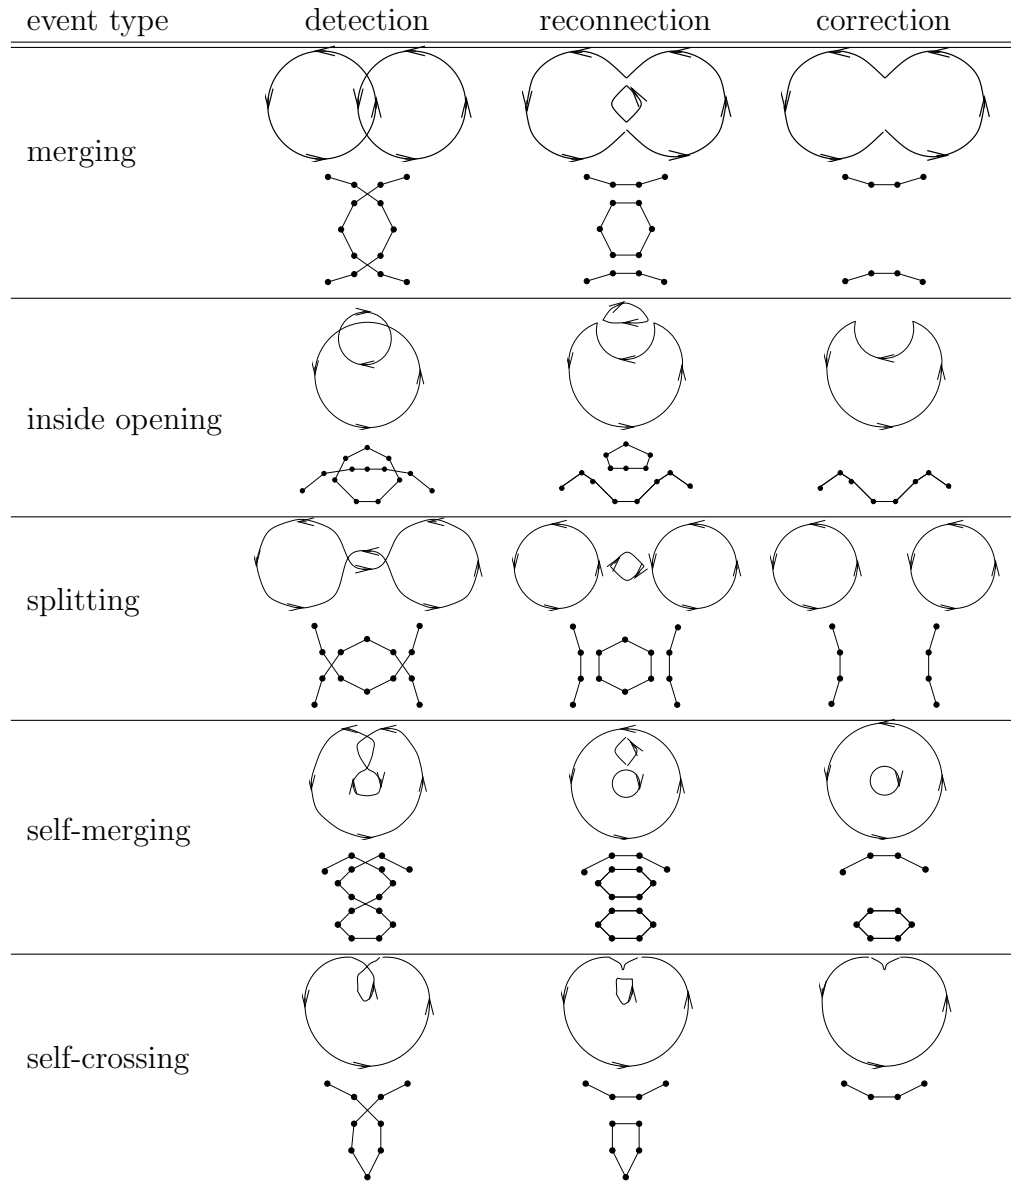 event type detection reconnection correction
merging
inside opening
splitting
self-merging
self-crossing